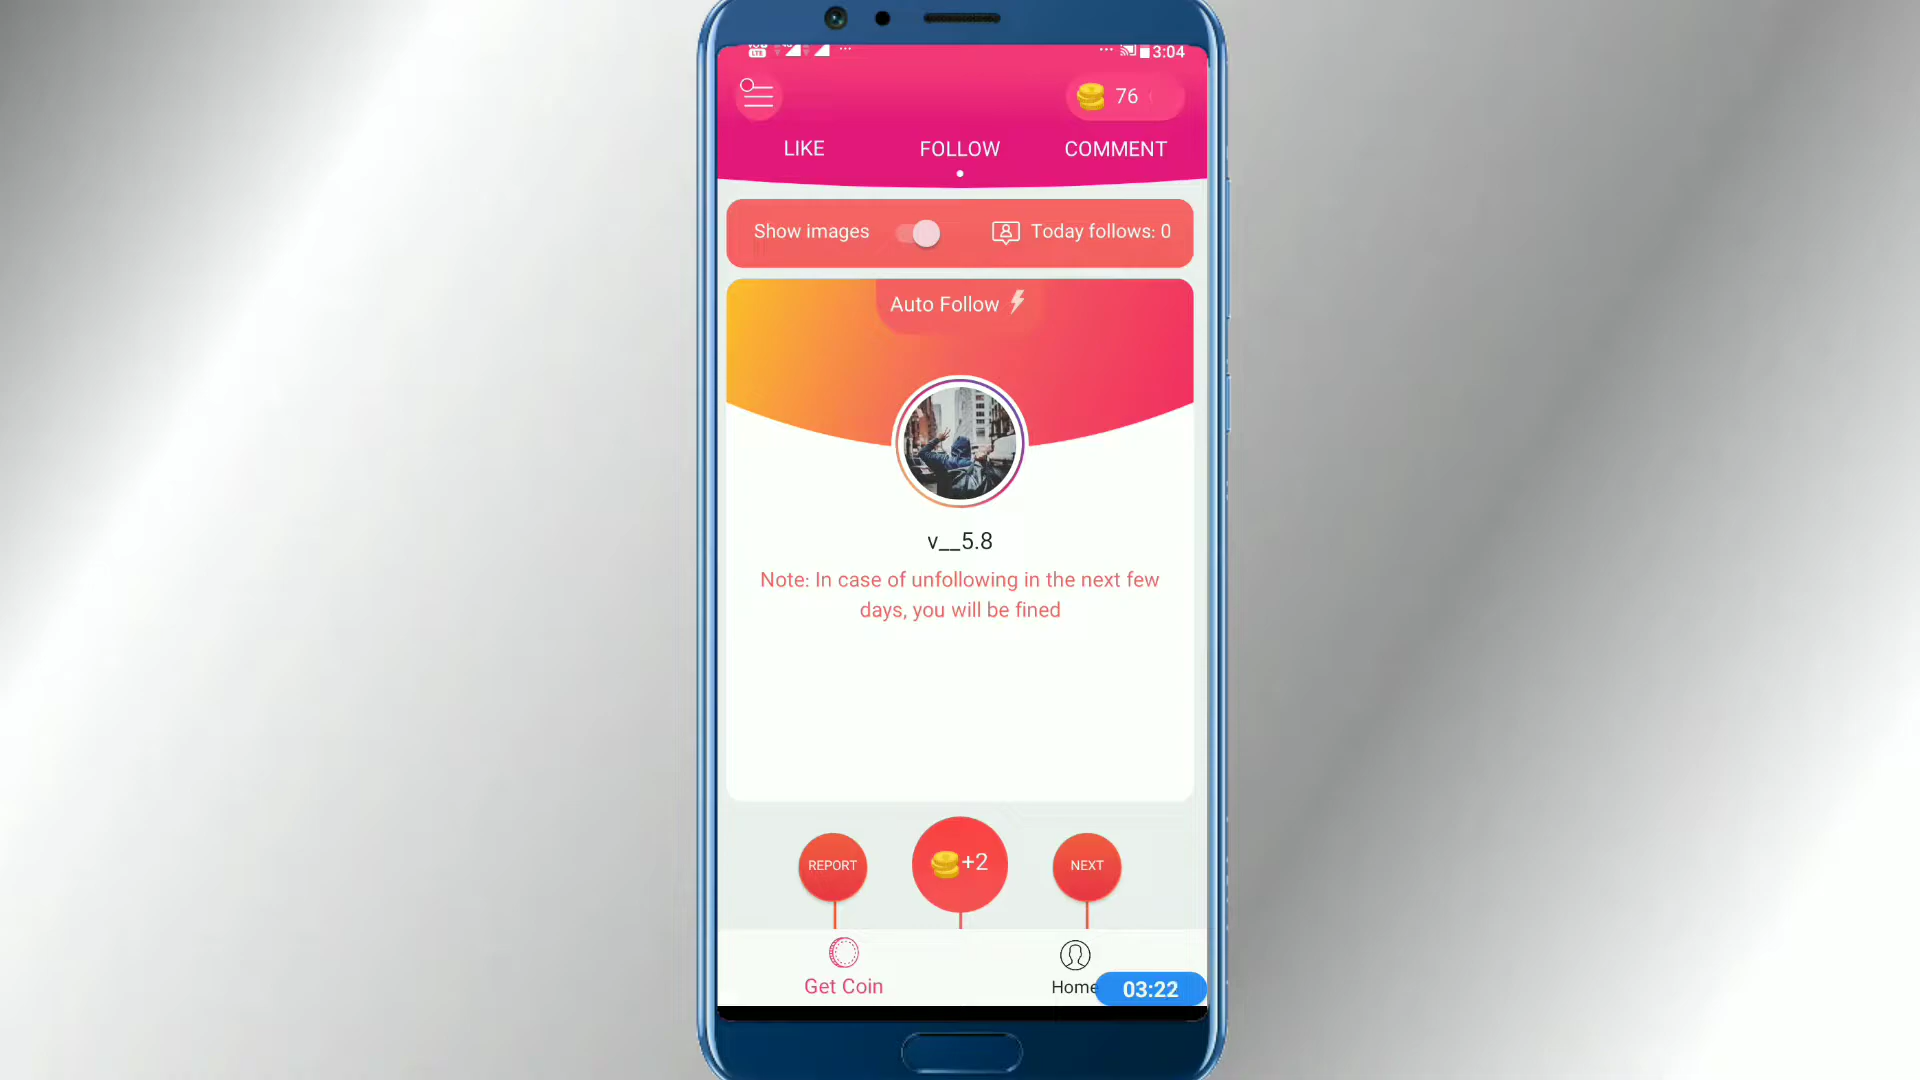 3:04
76
LIKE
FOLLOW
COMMENT
Show images
Today follows: 0
Auto Follow
v__5.8
Note: In case of unfollowing in the next few
days, you will be fined
REPORT
+2
NEXT
Get Coin
Home
03:22